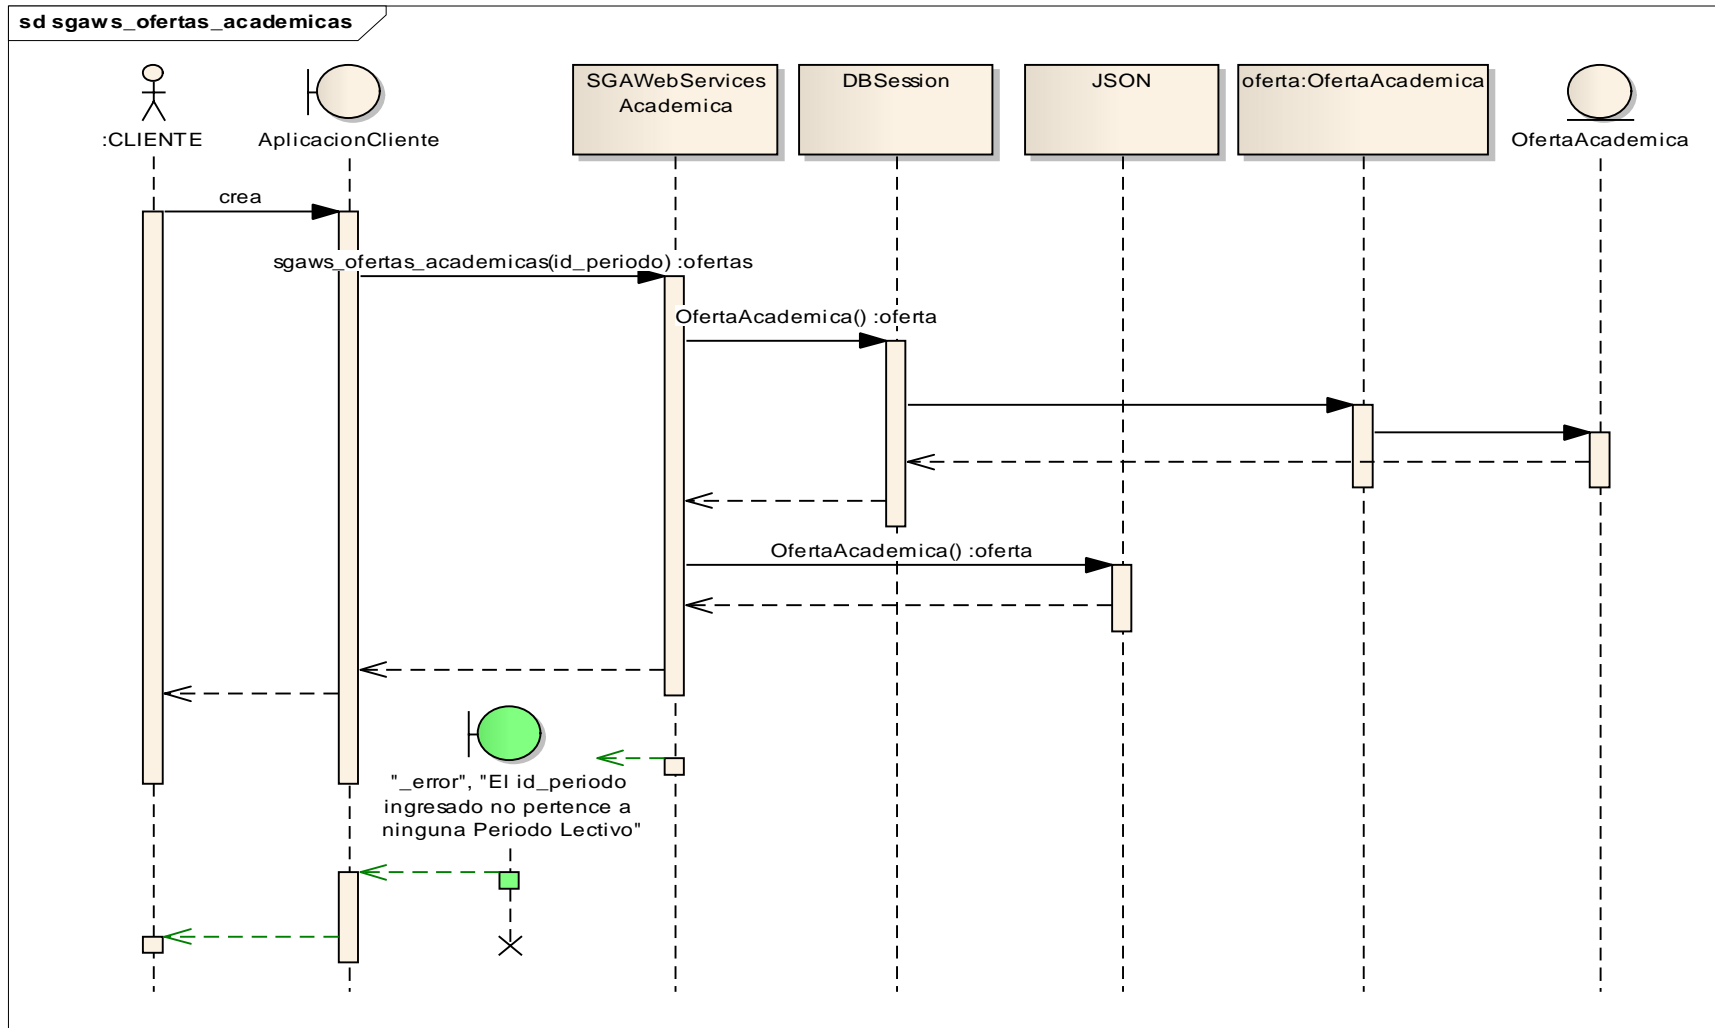 sd sgaws_ofertas_academicas
:CLIENTE
AplicacionCliente
SGAWebServices
Academica
DBSession
JSON
oferta:OfertaAcademica
OfertaAcademica
crea
sgaws_ofertas_academicas(id_periodo) :ofertas
OfertaAcademica() :oferta
OfertaAcademica() :oferta
"_error", "El id_periodo
ingresado no pertence a
ninguna Periodo Lectivo"